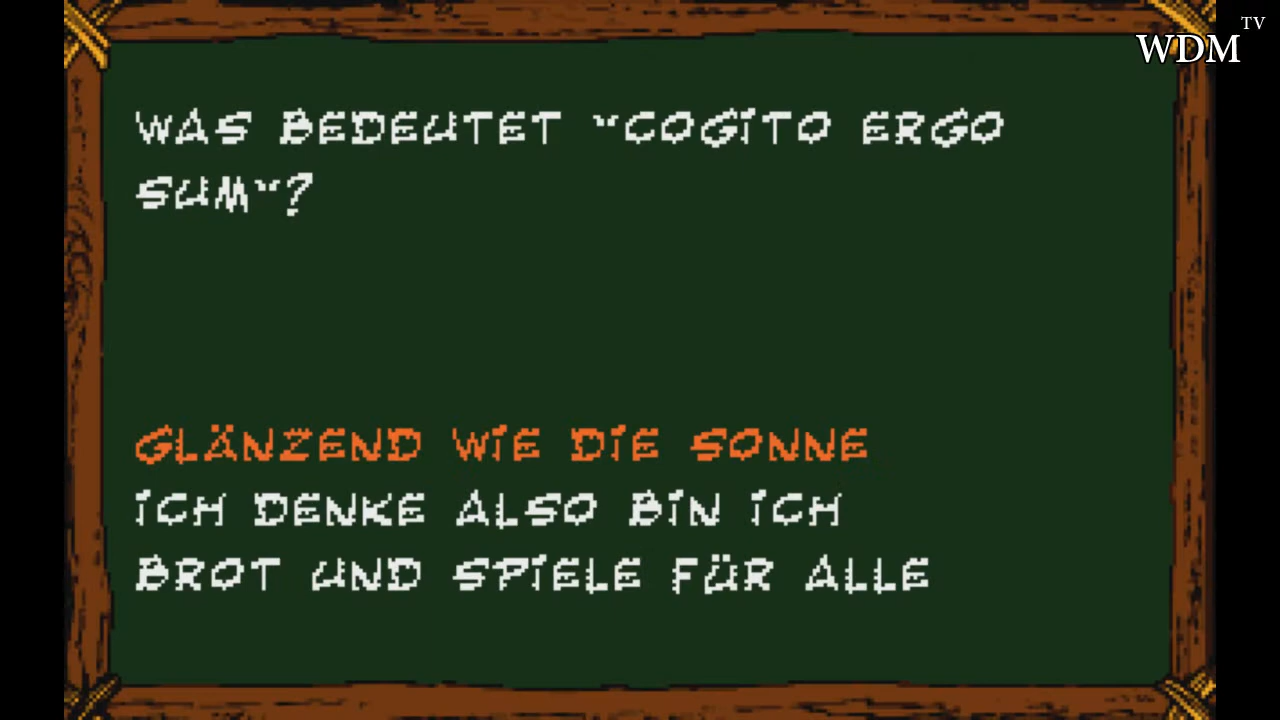 TV
WDM
WAS BEDEUTET "COGITO ERGO
SUM"?
GLÄNZEND WIE DIE SONNE
ICH DENKE ALSO BIN ICH
BROT UND SPIELE FÜR ALLE